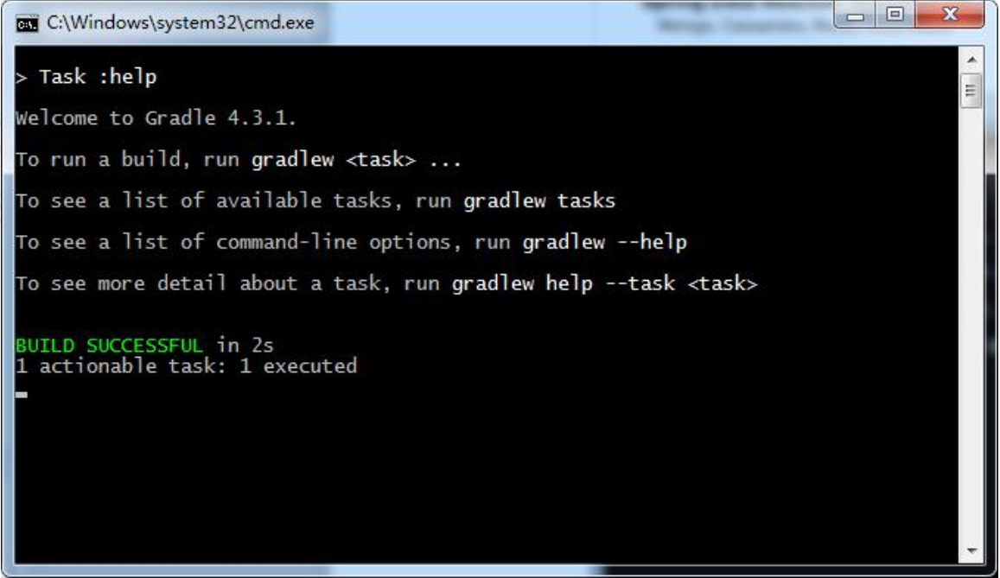 C:\Windows\system32\cmd.exe
> Task :help
Welcome to Gradle 4.3.1.
To run a build, run gradlew <task> ...
To see a list of available tasks, run gradlew tasks
To see a list of command-line options, run gradlew --help
To see more detail about a task, run gradlew help --task <task>
BUILD SUCCESSFUL in 2s
1 actionable task: 1 executed